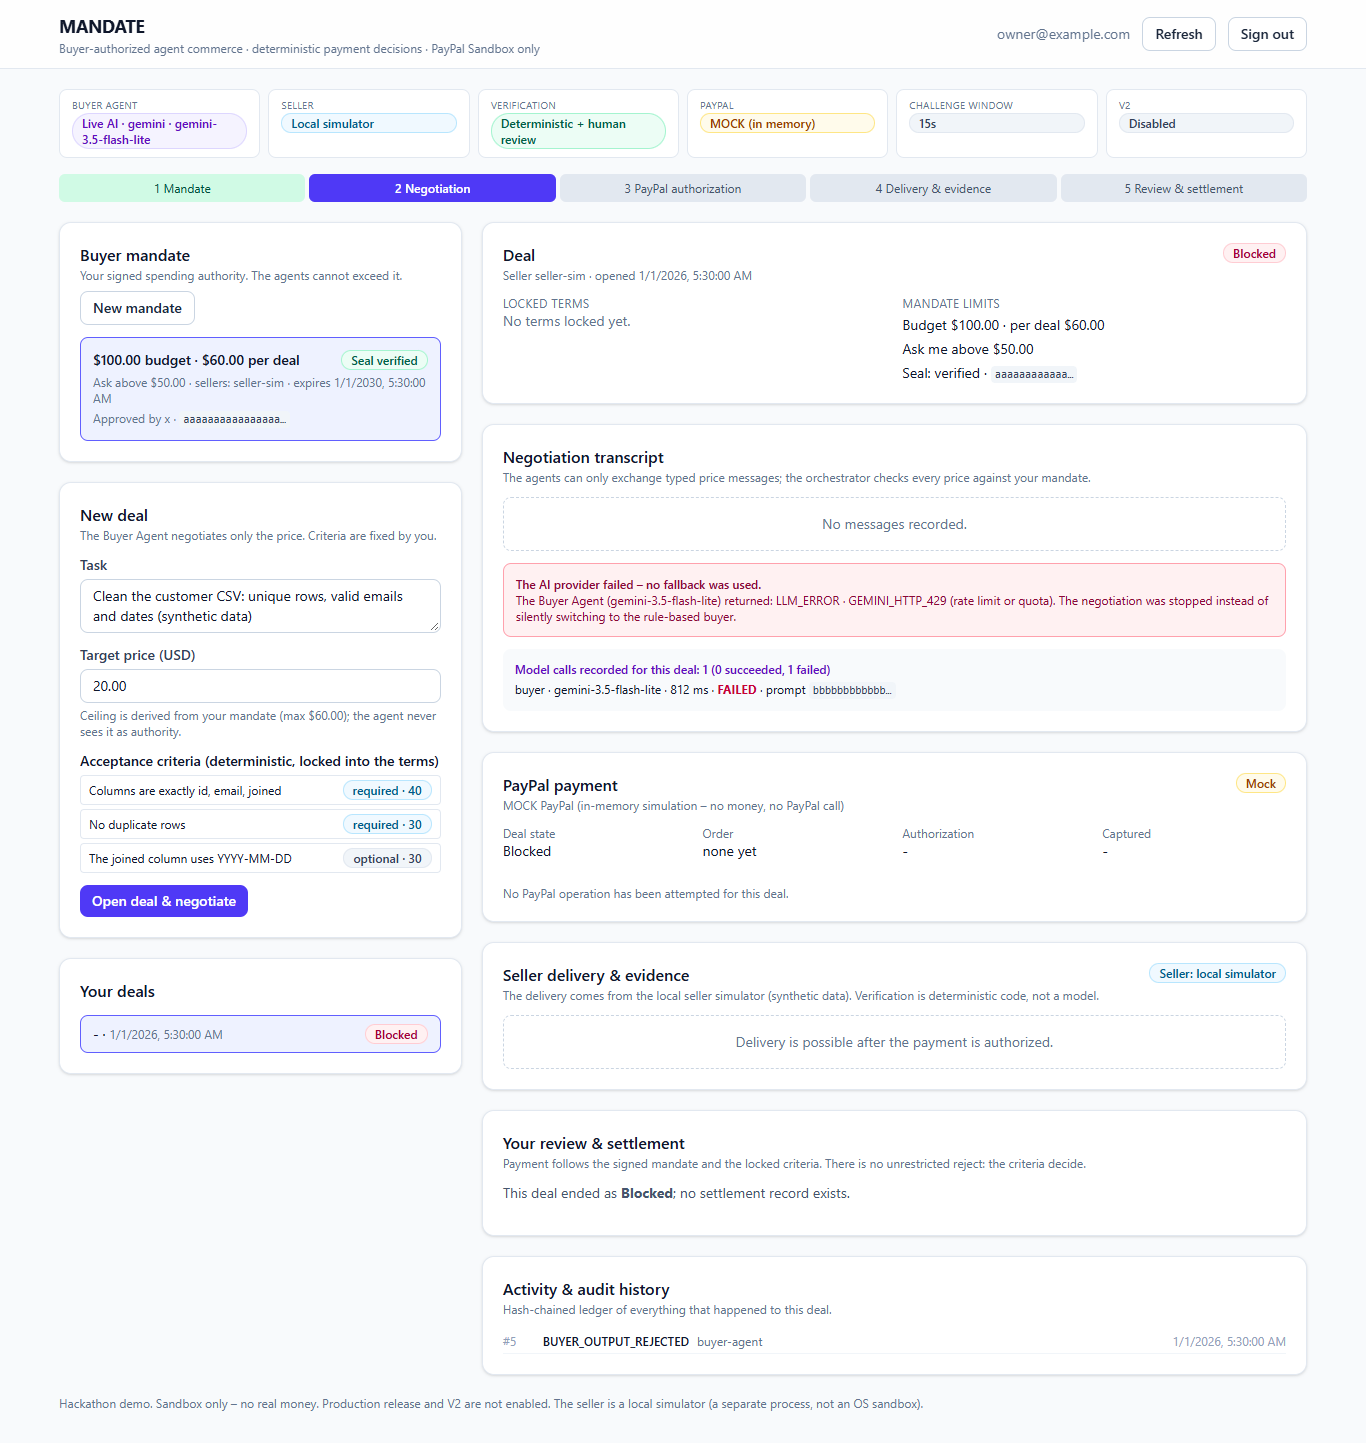 MANDATE
Buyer-authorized agent commerce · deterministic payment decisions · PayPal Sandbox only
owner@example.com
Refresh
Sign out
BUYER AGENT
Live AI · gemini · gemini-
3.5-flash-lite
SELLER
Local simulator
VERIFICATION
Deterministic + human
review
PAYPAL
MOCK (in memory)
CHALLENGE WINDOW
15s
V2
Disabled
1 Mandate
2 Negotiation
3 PayPal authorization
4 Delivery & evidence
5 Review & settlement
Buyer mandate
Your signed spending authority. The agents cannot exceed it.
New mandate
$100.00 budget · $60.00 per deal
Seal verified
Ask above $50.00 · sellers: seller-sim · expires 1/1/2030, 5:30:00
AM
Approved by x · aaaaaaaaaaaaaaaa…
New deal
The Buyer Agent negotiates only the price. Criteria are fixed by you.
Task
Clean the customer CSV: unique rows, valid emails
and dates (synthetic data)
Target price (USD)
20.00
Ceiling is derived from your mandate (max $60.00); the agent never
sees it as authority.
Acceptance criteria (deterministic, locked into the terms)
Columns are exactly id, email, joined
required · 40
No duplicate rows
required · 30
The joined column uses YYYY-MM-DD
optional · 30
Open deal & negotiate
Your deals
- · 1/1/2026, 5:30:00 AM
Blocked
Deal
Blocked
Seller seller-sim · opened 1/1/2026, 5:30:00 AM
LOCKED TERMS
No terms locked yet.
MANDATE LIMITS
Budget $100.00 · per deal $60.00
Ask me above $50.00
Seal: verified · aaaaaaaaaaaa…
Negotiation transcript
The agents can only exchange typed price messages; the orchestrator checks every price against your mandate.
No messages recorded.
The AI provider failed – no fallback was used.
The Buyer Agent (gemini-3.5-flash-lite) returned: LLM_ERROR · GEMINI_HTTP_429 (rate limit or quota). The negotiation was stopped instead of
silently switching to the rule-based buyer.
Model calls recorded for this deal: 1 (0 succeeded, 1 failed)
buyer · gemini-3.5-flash-lite · 812 ms · FAILED · prompt bbbbbbbbbbbb…
PayPal payment
Mock
MOCK PayPal (in-memory simulation – no money, no PayPal call)
Deal state
Blocked
Order
none yet
Authorization
-
Captured
-
No PayPal operation has been attempted for this deal.
Seller delivery & evidence
Seller: local simulator
The delivery comes from the local seller simulator (synthetic data). Verification is deterministic code, not a model.
Delivery is possible after the payment is authorized.
Your review & settlement
Payment follows the signed mandate and the locked criteria. There is no unrestricted reject: the criteria decide.
This deal ended as Blocked; no settlement record exists.
Activity & audit history
Hash-chained ledger of everything that happened to this deal.
#5 BUYER_OUTPUT_REJECTED buyer-agent 1/1/2026, 5:30:00 AM
Hackathon demo. Sandbox only – no real money. Production release and V2 are not enabled. The seller is a local simulator (a separate process, not an OS sandbox).